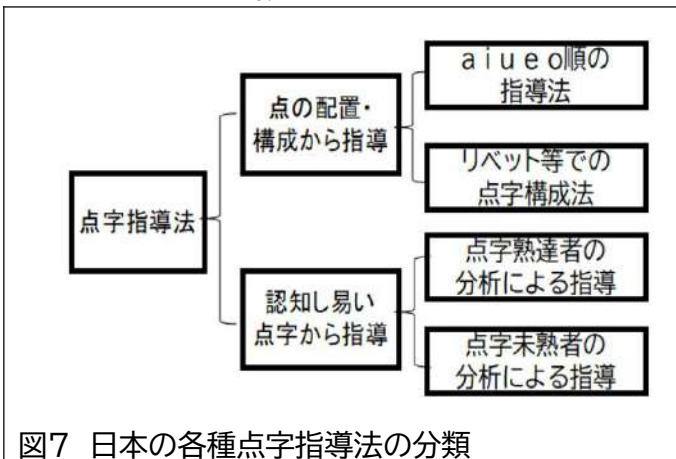 点字指導法
点の配置・
構成から指導
ａｉｕｅｏ順の
指導法
リベット等での
点字構成法
認知し易い
点字から指導
点字熟達者の
分析による指導
点字未熟者の
分析による指導
図7 日本の各種点字指導法の分類